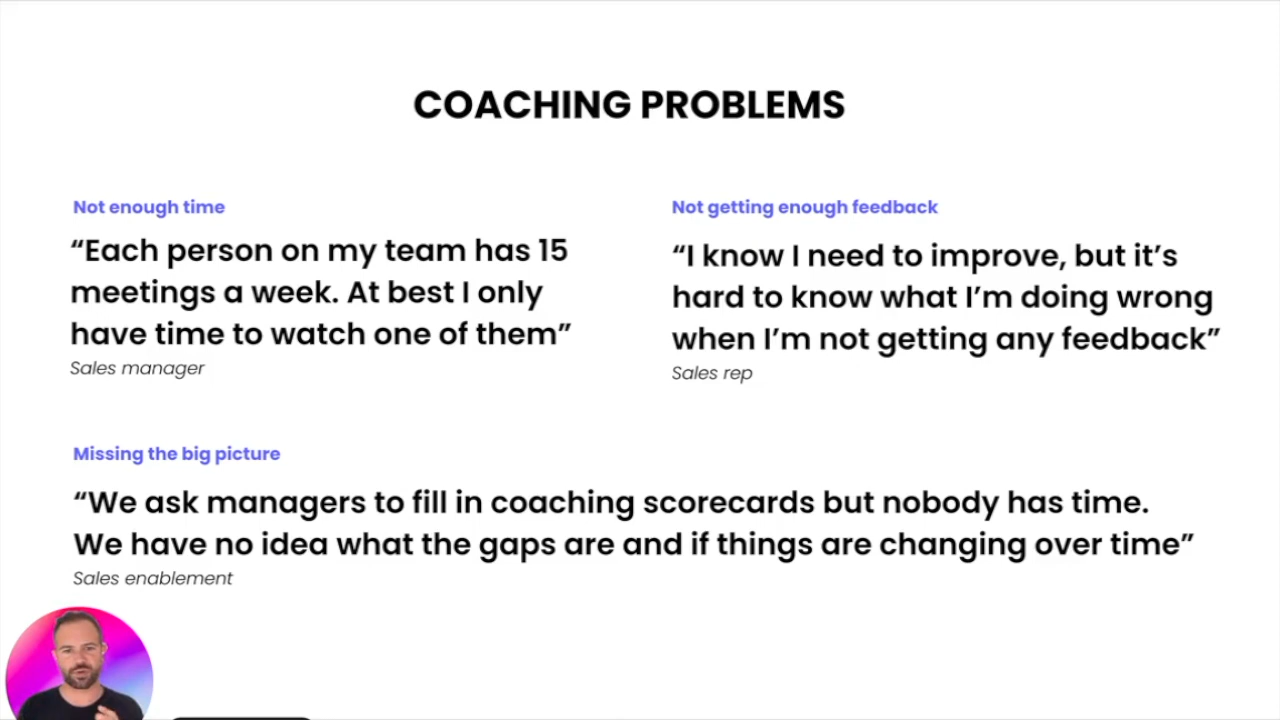 COACHING PROBLEMS
Not enough time
“Each person on my team has 15
meetings a week. At best I only
have time to watch one of them”
Sales manager
Not getting enough feedback
“I know I need to improve, but it’s
hard to know what I’m doing wrong
when I’m not getting any feedback”
Sales rep
Missing the big picture
“We ask managers to fill in coaching scorecards but nobody has time.
We have no idea what the gaps are and if things are changing over time”
Sales enablement